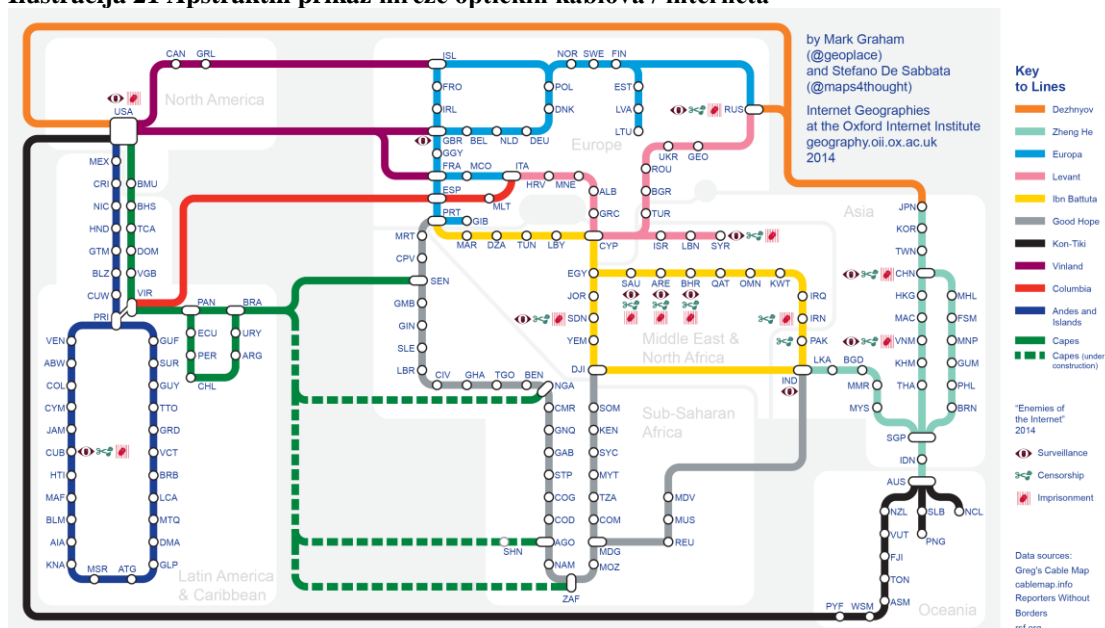 Ilustracija 21 Apstraktni prikaz mreže optičkih kablova / interneta
by Mark Graham
(@geoplace)
and Stefano De Sabbata
(@maps4thought)
Internet Geographies
at the Oxford Internet Institute
geography.oii.ox.ac.uk
2014
Key
to Lines
Dezhnyov
Zheng He
Europa
Levant
Ibn Battuta
Good Hope
Kon-Tiki
Vinland
Columbia
Andes and
Islands
Capes
Capes (under
construction)
"Enemies of
the Internet"
2014
Surveillance
Censorship
Imprisonment
Data sources:
Greg's Cable Map
cablemap.info
Reporters Without
Borders
rsf.org
North America
Europe
Asia
Middle East &
North Africa
Sub-Saharan
Africa
Latin America
& Caribbean
Oceania
CAN GRL
USA
MEX
CRI
NIC
HND
GTM
BLZ
CUW
PRI
BMU
BHS
TCA
DOM
VGB
VIR
VEN
ABW
COL
CYM
JAM
CUB
HTI
MAF
BLM
AIA
KNA
MSR ATG
GUF
SUR
GUY
TTO
GRD
VCT
BRB
LCA
MTQ
DMA
GLP
PAN BRA
ECU
PER
CHL
URY
ARG
ISL
FRO
IRL
GBR BEL NLD DEU
GGY
FRA MCO ITA
ESP
MLT
PRT GIB
NOR SWE FIN
POL
DNK
EST
LVA
LTU
RUS
UKR GEO
ROU
BGR
TUR
HRV MNE
ALB
GRC
CYP ISR LBN SYR
MAR DZA TUN LBY
MRT
CPV
SEN
GMB
GIN
SLE
LBR
CIV GHA TGO BEN NGA
CMR
GNQ
GAB
STP
COG
COD
SHN AGO
NAM
ZAF
EGY SAU ARE BHR QAT OMN KWT
JOR
SDN
YEM
DJI
IRQ
IRN
PAK
IND
SOM
KEN
SYC
MYT
TZA
COM
MDG
MOZ
MDV
MUS
REU
LKA BGD
MMR
MYS
JPN
KOR
TWN
CHN
HKG
MAC
VNM
KHM
THA
MHL
FSM
MNP
GUM
PHL
BRN
SGP
IDN
AUS
NZL SLB NCL
VUT PNG
FJI
TON
ASM
PYF WSM